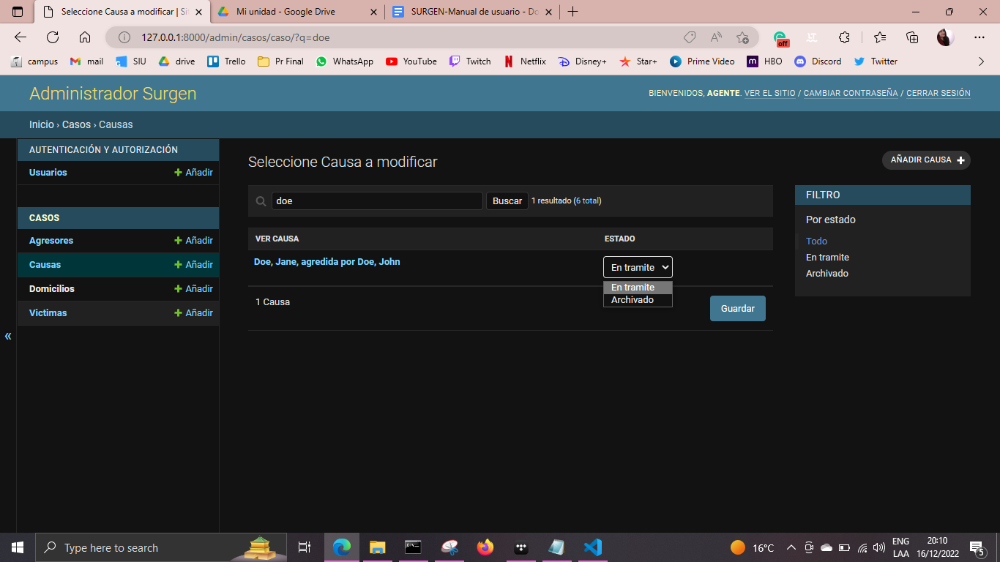 Seleccione Causa a modificar | Sit
Mi unidad - Google Drive
SURGEN-Manual de usuario - Do
127.0.0.1:8000/admin/casos/caso/?q=doe
off
campus
mail
SIU
drive
Trello
Pr Final
WhatsApp
YouTube
Twitch
Netflix
Disney+
Star+
Prime Video
HBO
Discord
Twitter
Administrador Surgen
BIENVENIDOS, AGENTE. VER EL SITIO / CAMBIAR CONTRASEÑA / CERRAR SESIÓN
Inicio › Casos › Causas
AUTENTICACIÓN Y AUTORIZACIÓN
Usuarios + Añadir
CASOS
Agresores + Añadir
Causas + Añadir
Domicilios + Añadir
Victimas + Añadir
«
Seleccione Causa a modificar
AÑADIR CAUSA +
doe
Buscar
1 resultado (6 total)
VER CAUSA ESTADO
Doe, Jane, agredida por Doe, John
En tramite
En tramite
Archivado
1 Causa
Guardar
FILTRO
Por estado
Todo
En tramite
Archivado
Type here to search
16°C
ENG
LAA
20:10
16/12/2022
5